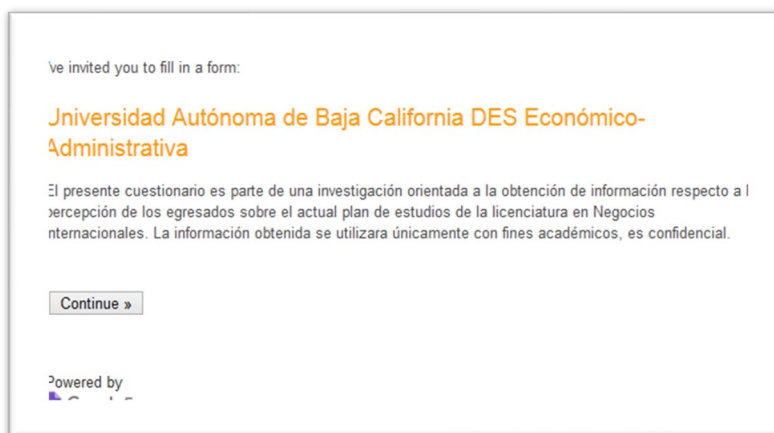 've invited you to fill in a form:
Universidad Autónoma de Baja California DES Económico-
Administrativa
El presente cuestionario es parte de una investigación orientada a la obtención de información respecto a l
percepción de los egresados sobre el actual plan de estudios de la licenciatura en Negocios
nternacionales. La información obtenida se utilizara únicamente con fines académicos, es confidencial.
Continue »
Powered by